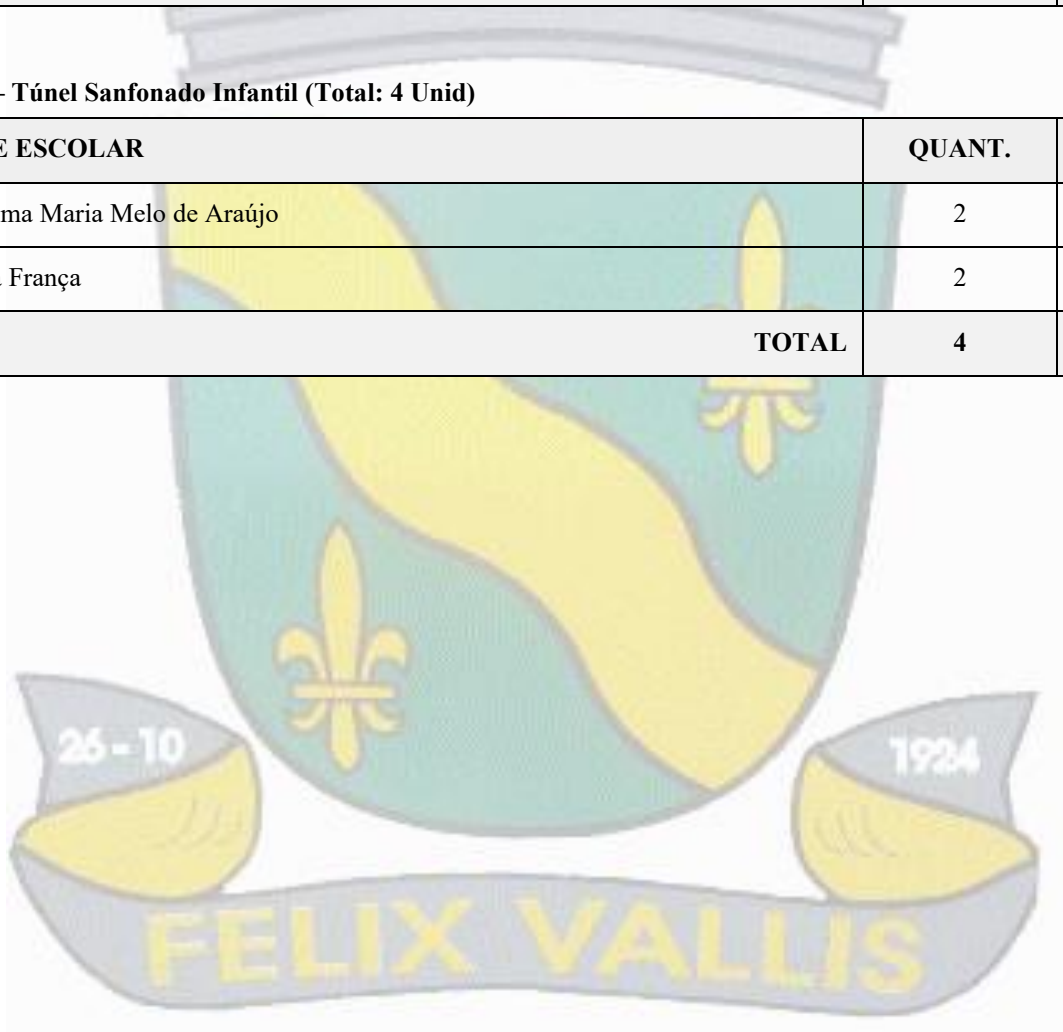 - Túnel Sanfonado Infantil (Total: 4 Unid)
E ESCOLAR QUANT.
ma Maria Melo de Araújo 2
França 2
TOTAL 4
26-10 1924
FELIX VALLIS